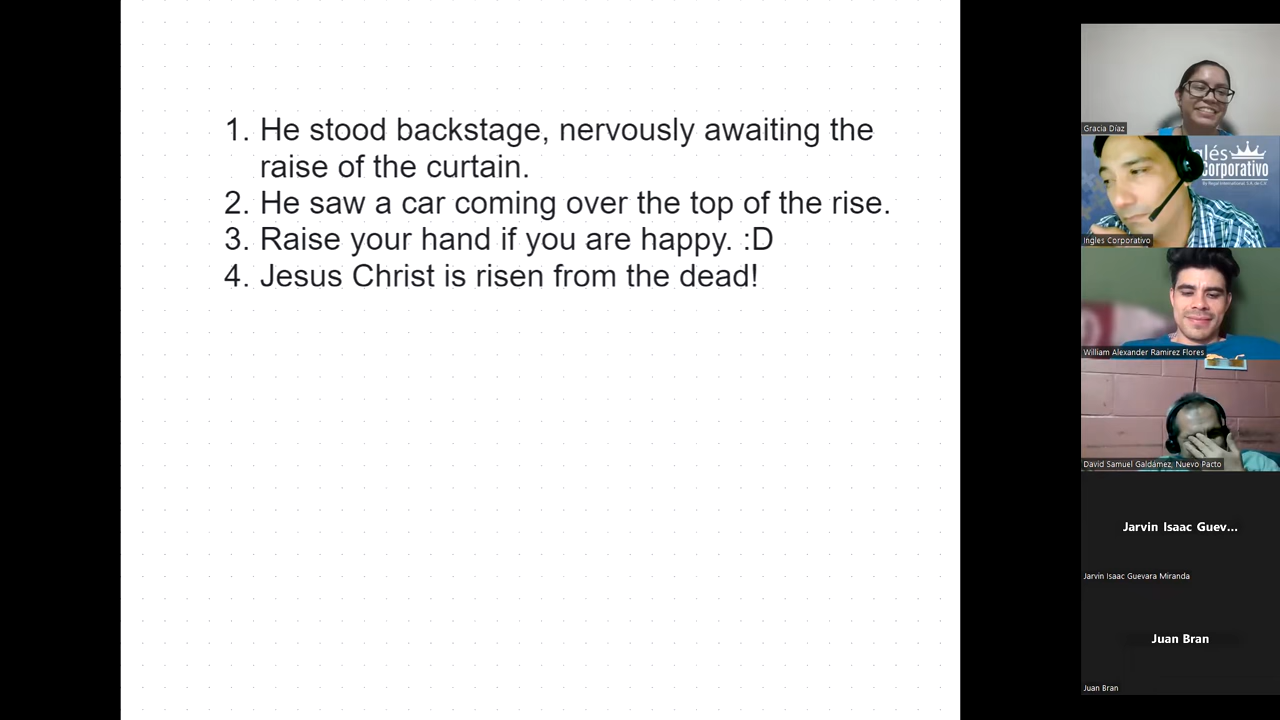 1. He stood backstage, nervously awaiting the
raise of the curtain.
2. He saw a car coming over the top of the rise.
3. Raise your hand if you are happy. :D
4. Jesus Christ is risen from the dead!
Gracia Díaz
glés
Corporativo
Ingles Corporativo
William Alexander Ramirez Flores
David Samuel Galdámez, Nuevo Pacto
Jarvin Isaac Guev...
Jarvin Isaac Guevara Miranda
Juan Bran
Juan Bran